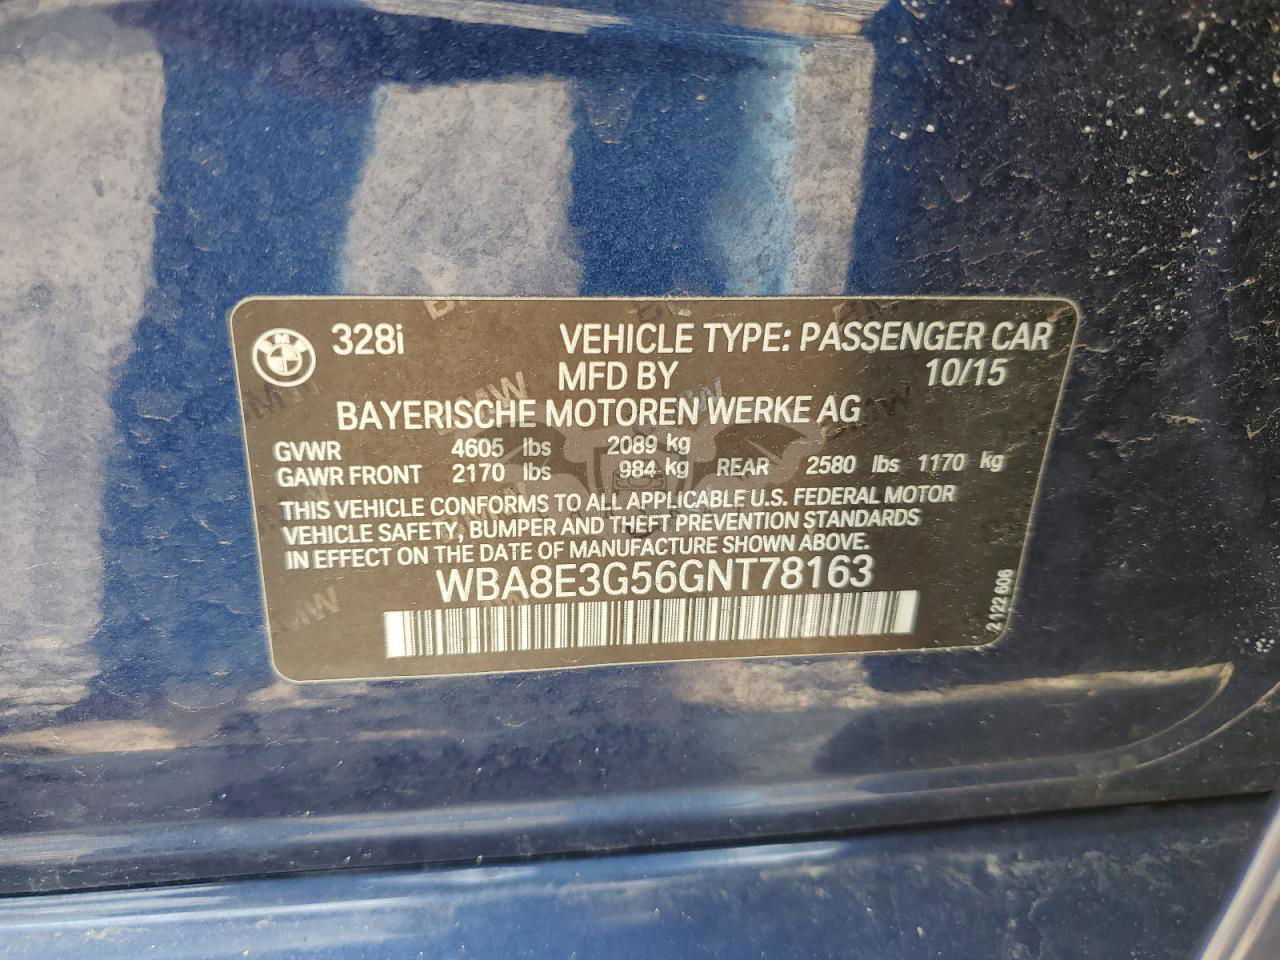 328i VEHICLE TYPE: PASSENGER CAR
MFD BY 10/15
BAYERISCHE MOTOREN WERKE AG
GVWR 4605 lbs 2089 kg
GAWR FRONT 2170 lbs 984 kg REAR 2580 lbs 1170 kg
THIS VEHICLE CONFORMS TO ALL APPLICABLE U.S. FEDERAL MOTOR
VEHICLE SAFETY, BUMPER AND THEFT PREVENTION STANDARDS
IN EFFECT ON THE DATE OF MANUFACTURE SHOWN ABOVE.
WBA8E3G56GNT78163
2 122 606